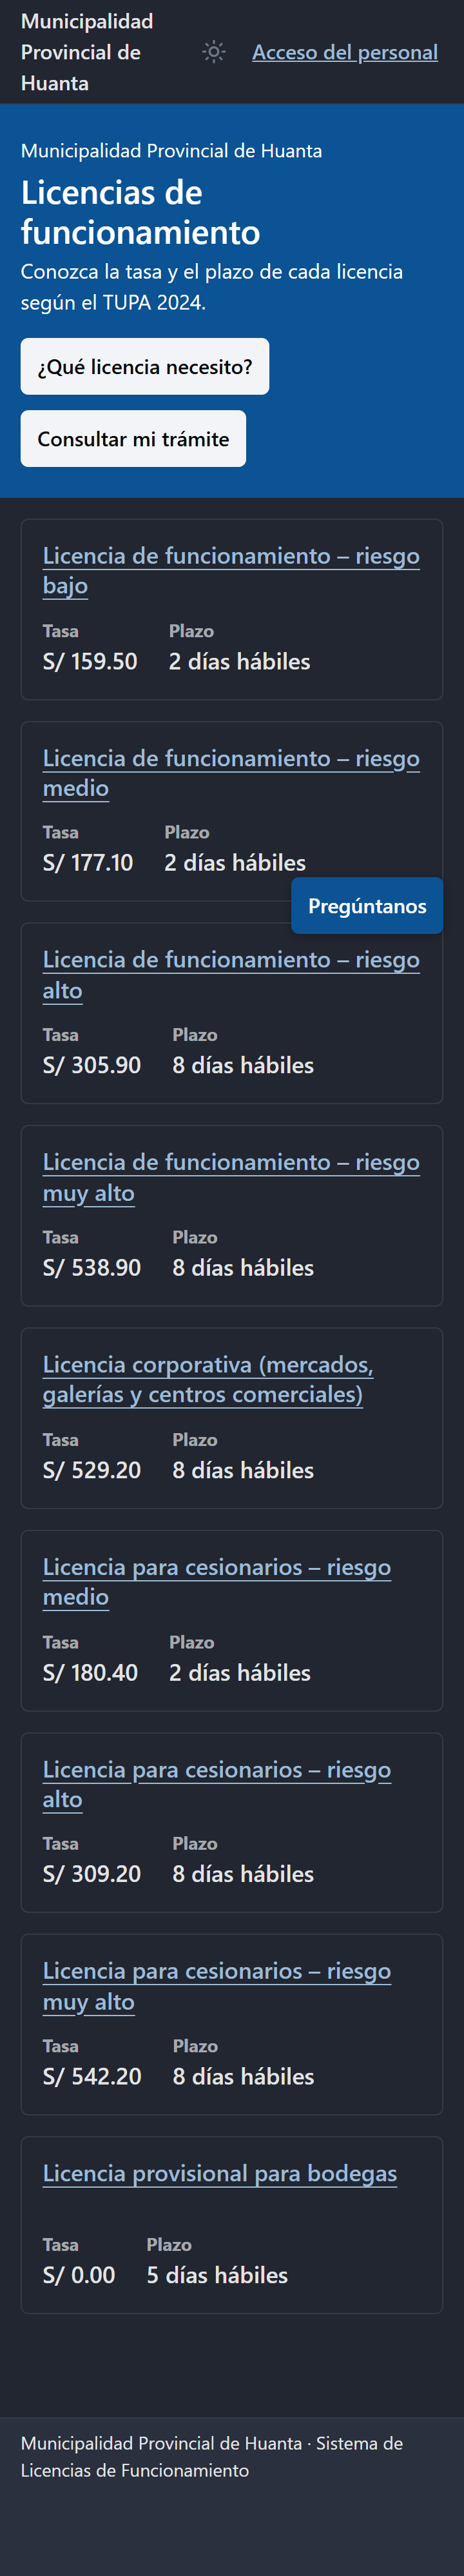 Municipalidad
Provincial de
Huanta
Acceso del personal
Municipalidad Provincial de Huanta
Licencias de
funcionamiento
Conozca la tasa y el plazo de cada licencia
según el TUPA 2024.
¿Qué licencia necesito?
Consultar mi trámite
Licencia de funcionamiento – riesgo
bajo
Tasa Plazo
S/ 159.50 2 días hábiles
Licencia de funcionamiento – riesgo
medio
Tasa Plazo
S/ 177.10 2 días hábiles
Pregúntanos
Licencia de funcionamiento – riesgo
alto
Tasa Plazo
S/ 305.90 8 días hábiles
Licencia de funcionamiento – riesgo
muy alto
Tasa Plazo
S/ 538.90 8 días hábiles
Licencia corporativa (mercados,
galerías y centros comerciales)
Tasa Plazo
S/ 529.20 8 días hábiles
Licencia para cesionarios – riesgo
medio
Tasa Plazo
S/ 180.40 2 días hábiles
Licencia para cesionarios – riesgo
alto
Tasa Plazo
S/ 309.20 8 días hábiles
Licencia para cesionarios – riesgo
muy alto
Tasa Plazo
S/ 542.20 8 días hábiles
Licencia provisional para bodegas
Tasa Plazo
S/ 0.00 5 días hábiles
Municipalidad Provincial de Huanta · Sistema de
Licencias de Funcionamiento